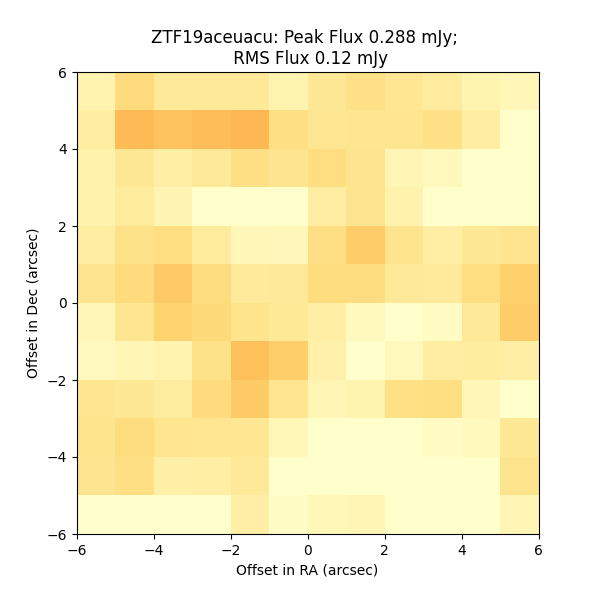 ZTF19aceuacu: Peak Flux 0.288 mJy;
RMS Flux 0.12 mJy
6
4
2
0
−2
−4
−6
Offset in Dec (arcsec)
−6 −4 −2 0 2 4 6
Offset in RA (arcsec)